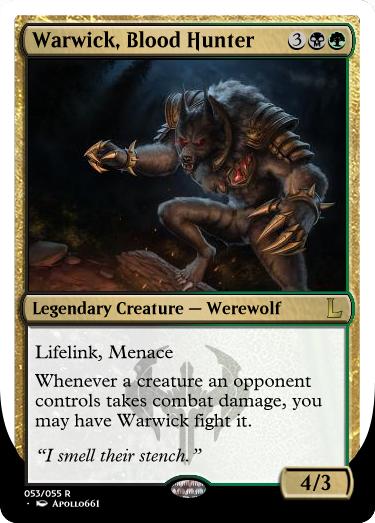 Warwick, Blood Hunter 3
Legendary Creature — Werewolf L
Lifelink, Menace
Whenever a creature an opponent
controls takes combat damage, you
may have Warwick fight it.
“I smell their stench.”
4/3
053/055 R
· Apollo661